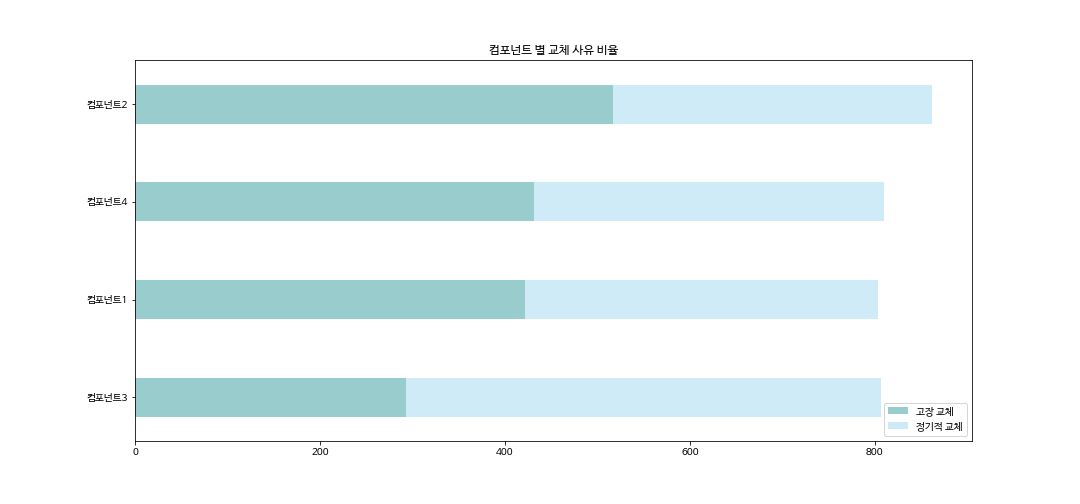 컴포넌트 별 교체 사유 비율
컴포넌트2
컴포넌트4
컴포넌트1
컴포넌트3
고장 교체
정기적 교체
0 200 400 600 800